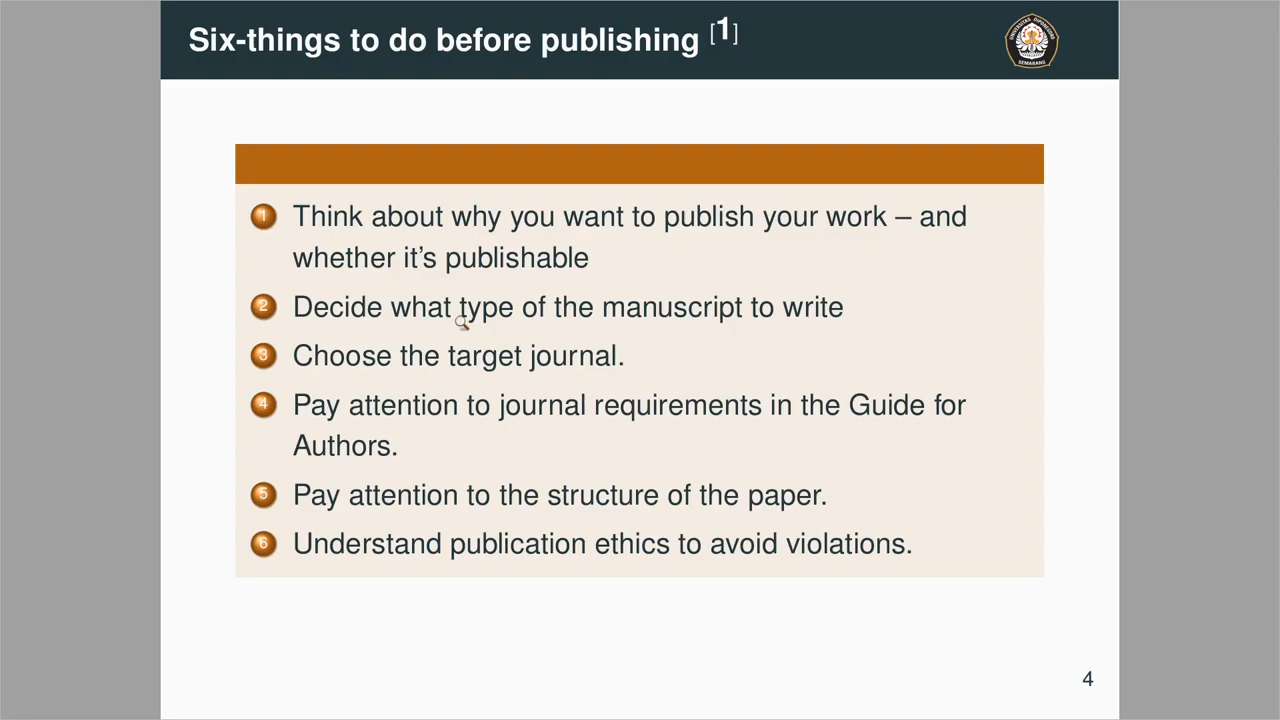 Six-things to do before publishing [1]
UNIVERSITAS DIPONEGORO
SEMARANG
1 Think about why you want to publish your work – and
whether it’s publishable
2 Decide what type of the manuscript to write
3 Choose the target journal.
4 Pay attention to journal requirements in the Guide for
Authors.
5 Pay attention to the structure of the paper.
6 Understand publication ethics to avoid violations.
4